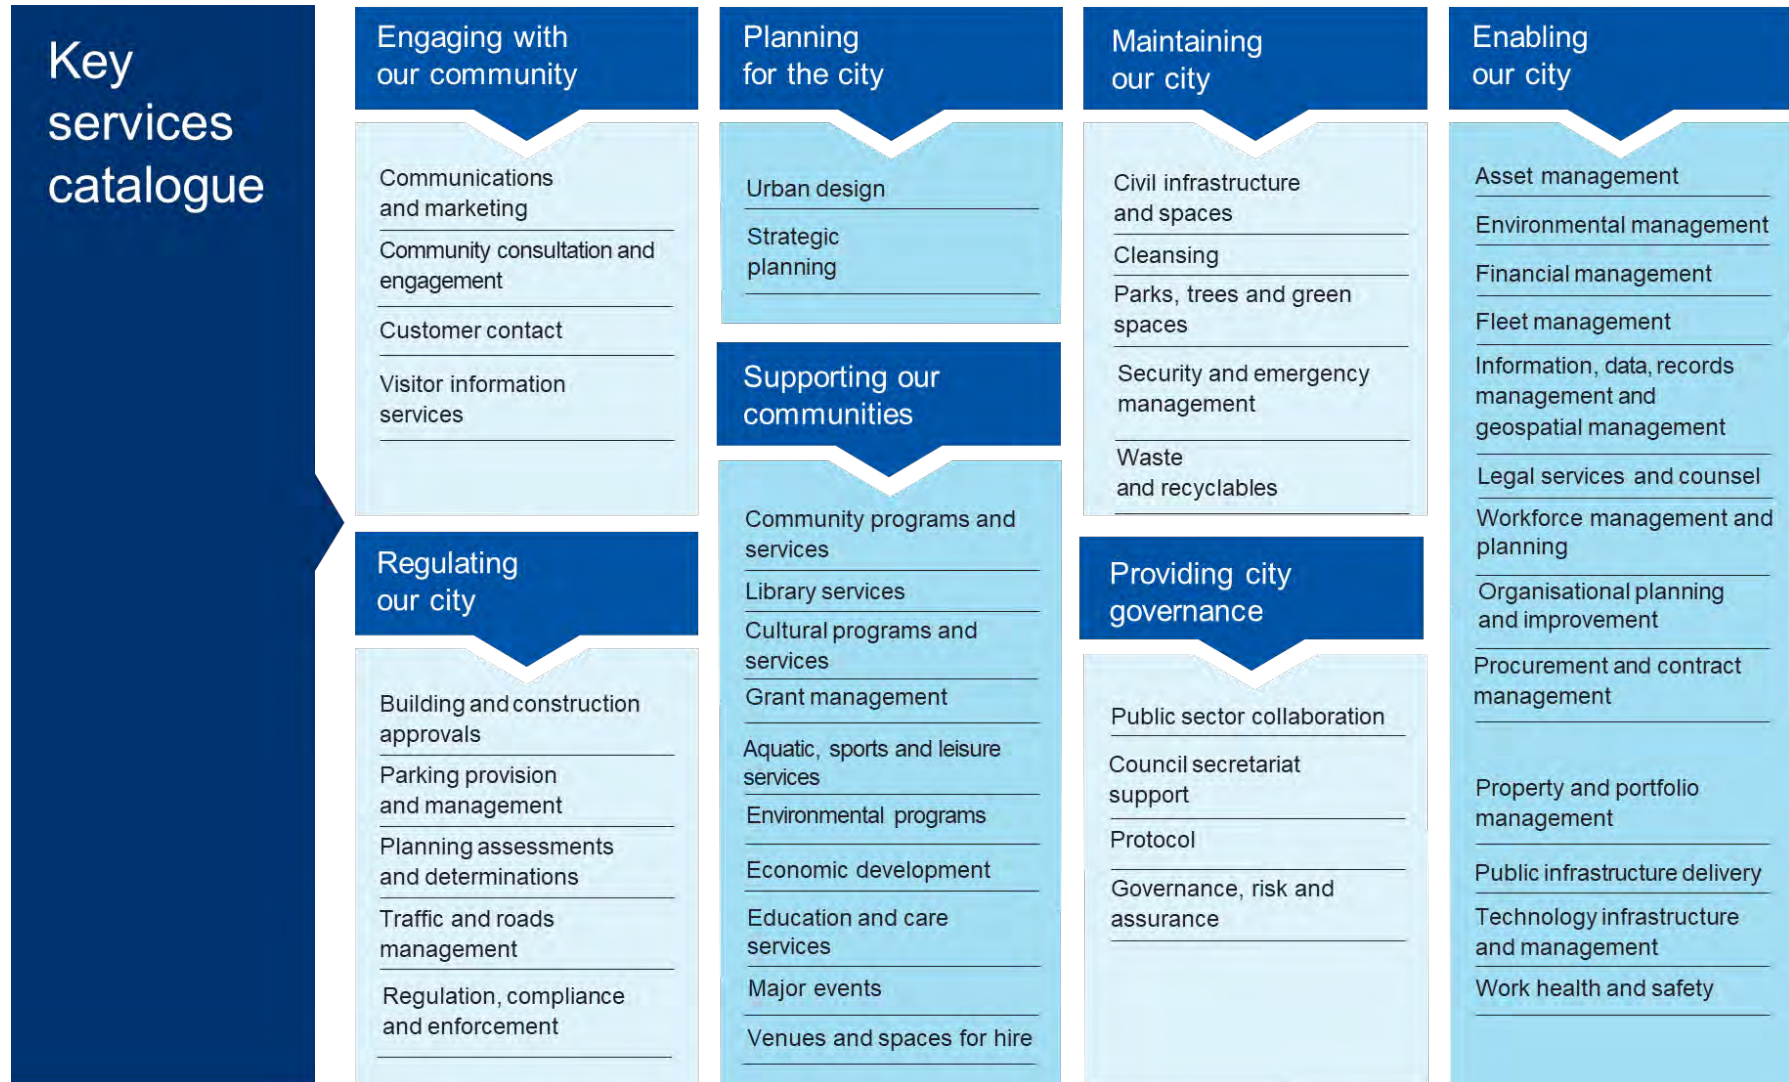 Key
services
catalogue
Engaging with
our community
Communications
and marketing
Community consultation and
engagement
Customer contact
Visitor information
services
Regulating
our city
Building and construction
approvals
Parking provision
and management
Planning assessments
and determinations
Traffic and roads
management
Regulation, compliance
and enforcement
Planning
for the city
Urban design
Strategic
planning
Supporting our
communities
Community programs and
services
Library services
Cultural programs and
services
Grant management
Aquatic, sports and leisure
services
Environmental programs
Economic development
Education and care
services
Major events
Venues and spaces for hire
Maintaining
our city
Civil infrastructure
and spaces
Cleansing
Parks, trees and green
spaces
Security and emergency
management
Waste
and recyclables
Providing city
governance
Public sector collaboration
Council secretariat
support
Protocol
Governance, risk and
assurance
Enabling
our city
Asset management
Environmental management
Financial management
Fleet management
Information, data, records
management and
geospatial management
Legal services and counsel
Workforce management and
planning
Organisational planning
and improvement
Procurement and contract
management
Property and portfolio
management
Public infrastructure delivery
Technology infrastructure
and management
Work health and safety